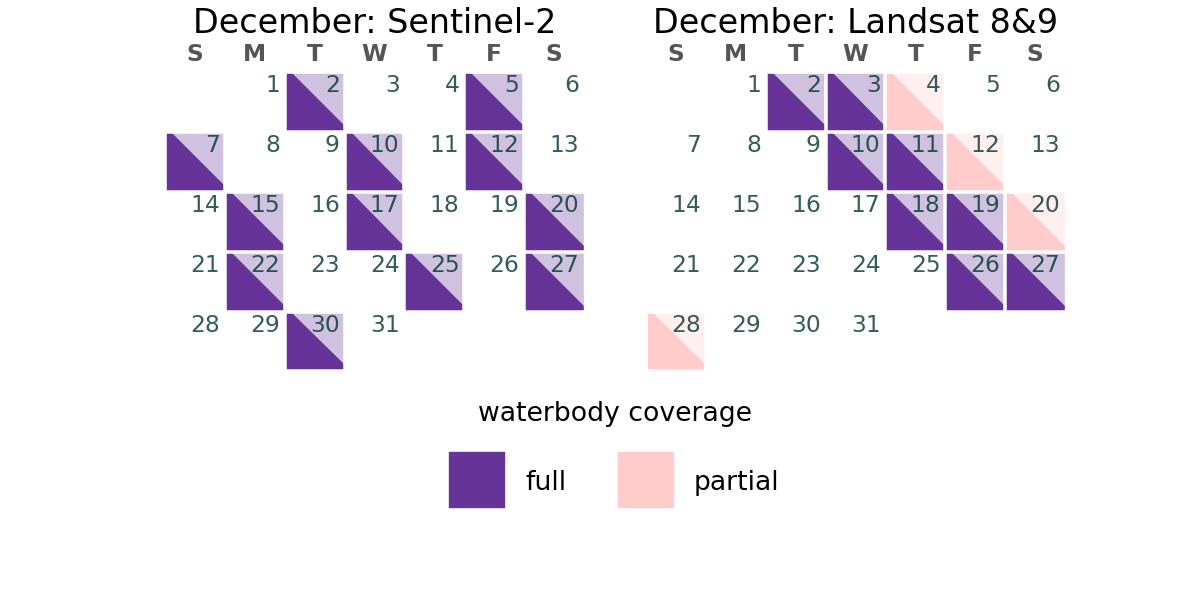 December: Sentinel-2
S M T W T F S
1 2 3 4 5 6
7 8 9 10 11 12 13
14 15 16 17 18 19 20
21 22 23 24 25 26 27
28 29 30 31
December: Landsat 8&9
S M T W T F S
1 2 3 4 5 6
7 8 9 10 11 12 13
14 15 16 17 18 19 20
21 22 23 24 25 26 27
28 29 30 31
waterbody coverage
full partial